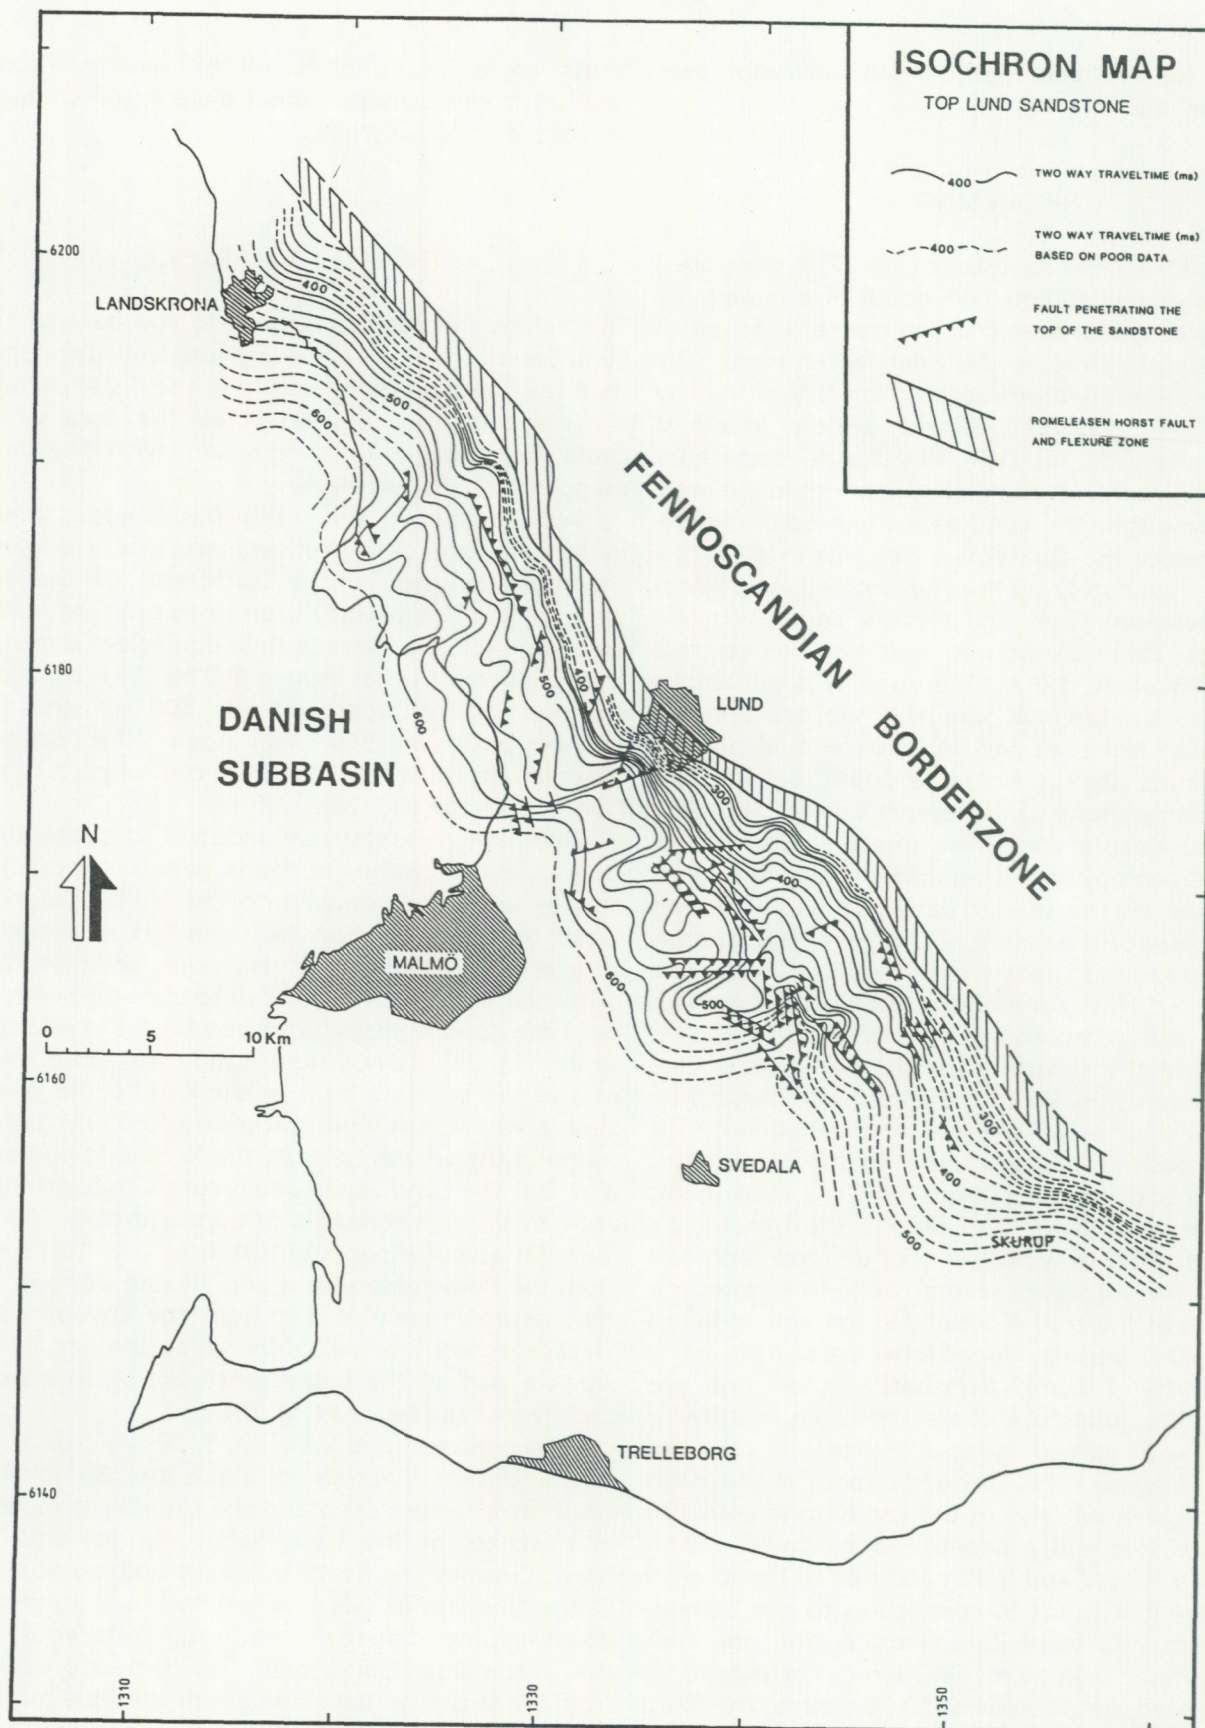 ISOCHRON MAP
TOP LUND SANDSTONE
400
TWO WAY TRAVELTIME (ms)
400
TWO WAY TRAVELTIME (ms)
BASED ON POOR DATA
FAULT PENETRATING THE
TOP OF THE SANDSTONE
ROMELEÅSEN HORST FAULT
AND FLEXURE ZONE
6200
LANDSKRONA
400
500
600
FENNOSCANDIAN
BORDERZONE
6180
400
500
LUND
DANISH
SUBBASIN
600
300
N
400
MALMÖ
600
500
0
5
10 Km
6160
300
SVEDALA
400
500
SKURUP
TRELLEBORG
6140
1310
1330
1350